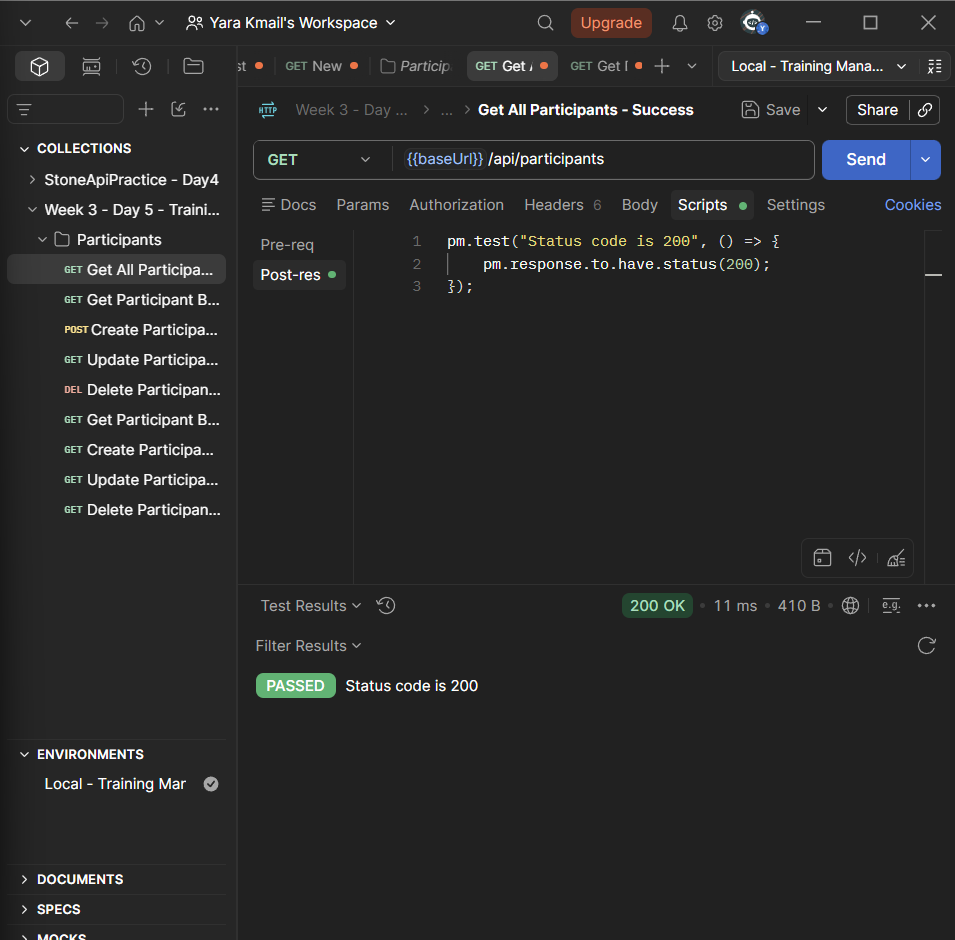 Yara Kmail's Workspace
Upgrade
st
GET New
Particip
GET Get A
GET Get
Local - Training Mana...
HTTP
Week 3 - Day ...
...
Get All Participants - Success
Save
Share
COLLECTIONS
StoneApiPractice - Day4
Week 3 - Day 5 - Traini...
Participants
GET Get All Participa...
GET Get Participant B...
POST Create Participa...
GET Update Participa...
DEL Delete Participan...
GET Get Participant B...
GET Create Participa...
GET Update Participa...
GET Delete Participan...
GET
{{baseUrl}} /api/participants
Send
Docs
Params
Authorization
Headers 6
Body
Scripts
Settings
Cookies
Pre-req
Post-res
1 pm.test("Status code is 200", () => {
2 pm.response.to.have.status(200);
3 });
Test Results
200 OK
11 ms
410 B
e.g.
Filter Results
PASSED
Status code is 200
ENVIRONMENTS
Local - Training Mar
DOCUMENTS
SPECS
MOCKS